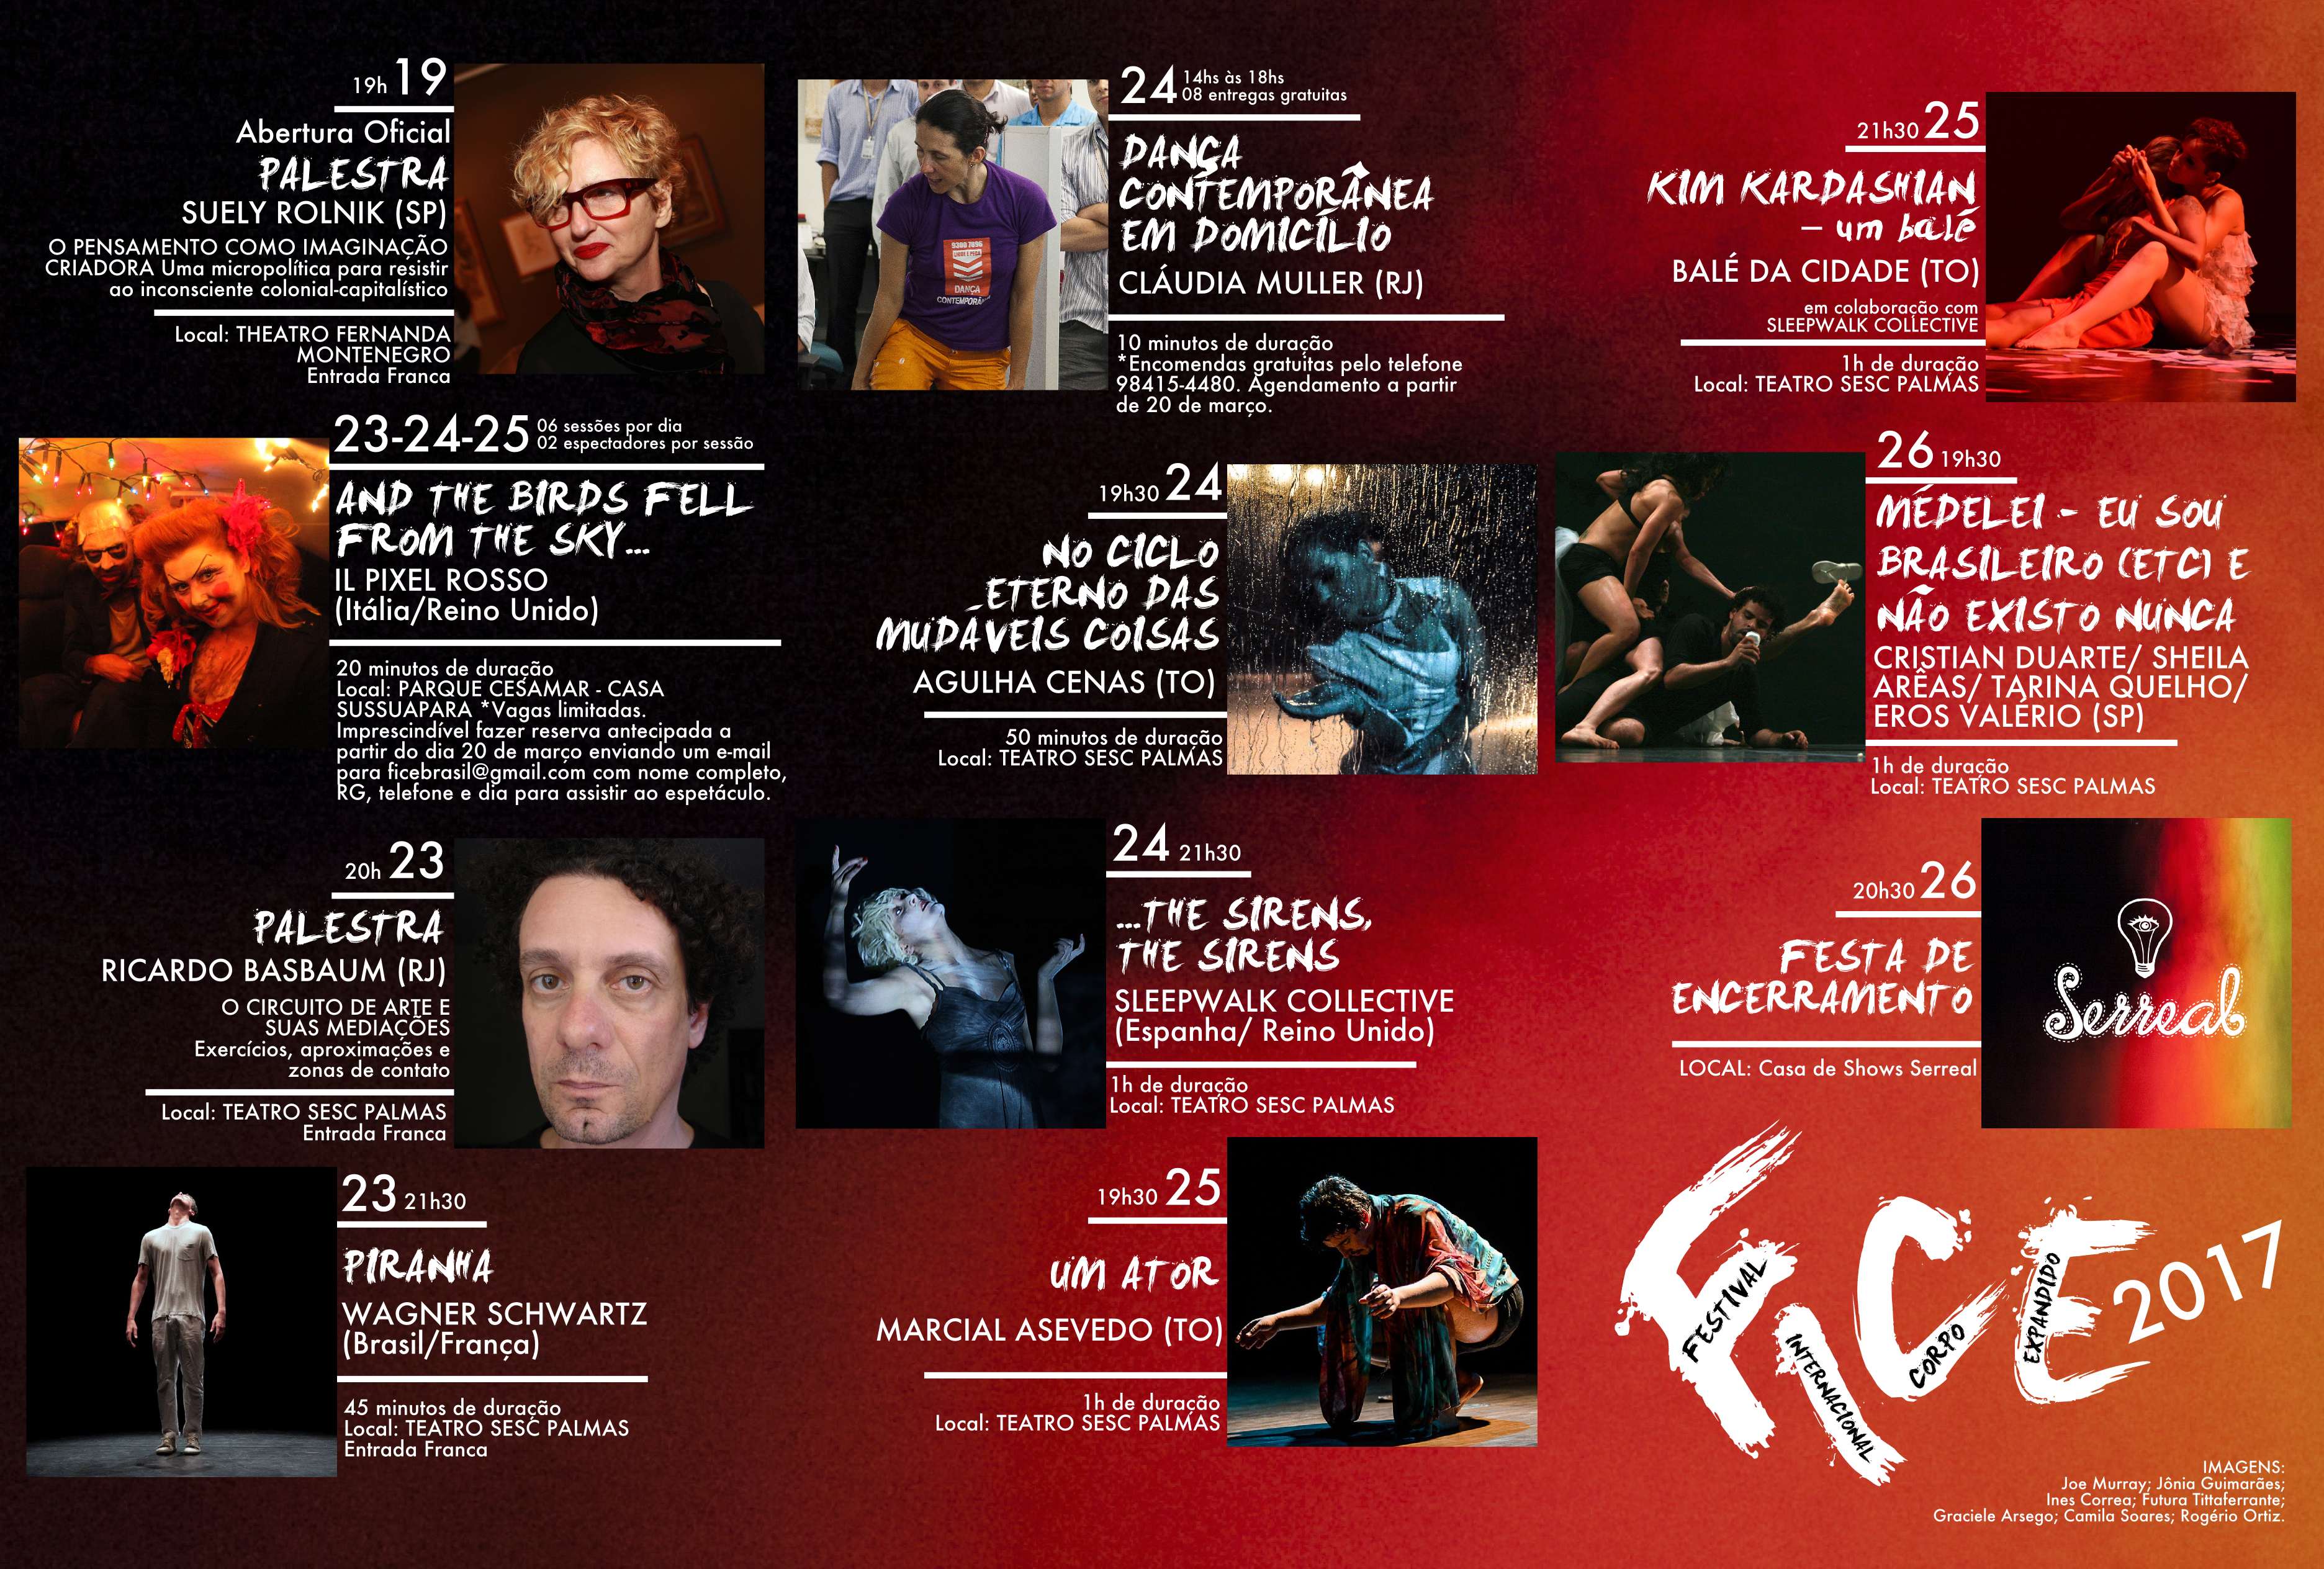 19h 19
Abertura Oficial
PALESTRA
SUELY ROLNIK (SP)
O PENSAMENTO COMO IMAGINAÇÃO
CRIADORA Uma micropolítica para resistir
ao inconsciente colonial-capitalístico
Local: THEATRO FERNANDA
MONTENEGRO
Entrada Franca
23-24-25 06 sessões por dia
02 espectadores por sessão
AND THE BIRDS FELL
FROM THE SKY...
IL PIXEL ROSSO
(Itália/Reino Unido)
20 minutos de duração
Local: PARQUE CESAMAR - CASA
SUSSUAPARA *Vagas limitadas.
Imprescindível fazer reserva antecipada a
partir do dia 20 de março enviando um e-mail
para ficebrasil@gmail.com com nome completo,
RG, telefone e dia para assistir ao espetáculo.
20h 23
PALESTRA
RICARDO BASBAUM (RJ)
O CIRCUITO DE ARTE E
SUAS MEDIAÇÕES
Exercícios, aproximações e
zonas de contato
Local: TEATRO SESC PALMAS
Entrada Franca
23 21h30
PIRANHA
WAGNER SCHWARTZ
(Brasil/França)
45 minutos de duração
Local: TEATRO SESC PALMAS
Entrada Franca
24 14hs às 18hs
08 entregas gratuitas
DANÇA
CONTEMPORÂNEA
EM DOMICÍLIO
CLÁUDIA MULLER (RJ)
10 minutos de duração
*Encomendas gratuitas pelo telefone
98415-4480. Agendamento a partir
de 20 de março.
9380 7896
LIGUE E PEÇA
DANÇA
CONTEMPORÂN
19h30 24
NO CICLO
ETERNO DAS
MUDÁVEIS COISAS
AGULHA CENAS (TO)
50 minutos de duração
Local: TEATRO SESC PALMAS
24 21h30
...THE SIRENS,
THE SIRENS
SLEEPWALK COLLECTIVE
(Espanha/ Reino Unido)
1h de duração
Local: TEATRO SESC PALMAS
19h30 25
UM ATOR
MARCIAL ASEVEDO (TO)
1h de duração
Local: TEATRO SESC PALMAS
21h30 25
KIM KARDASHIAN
– um balé
BALÉ DA CIDADE (TO)
em colaboração com
SLEEPWALK COLLECTIVE
1h de duração
Local: TEATRO SESC PALMAS
26 19h30
MÉDELEI - EU SOU
BRASILEIRO (ETC) E
NÃO EXISTO NUNCA
CRISTIAN DUARTE/ SHEILA
ARÊAS/ TARINA QUELHO/
EROS VALÉRIO (SP)
1h de duração
Local: TEATRO SESC PALMAS
20h30 26
FESTA DE
ENCERRAMENTO
LOCAL: Casa de Shows Serreal
Serreal
FICE 2017
FESTIVAL
INTERNACIONAL
CORPO
EXPANDIDO
IMAGENS:
Joe Murray; Jônia Guimarães;
Ines Correa; Futura Tittaferrante;
Graciele Arsego; Camila Soares; Rogério Ortiz.